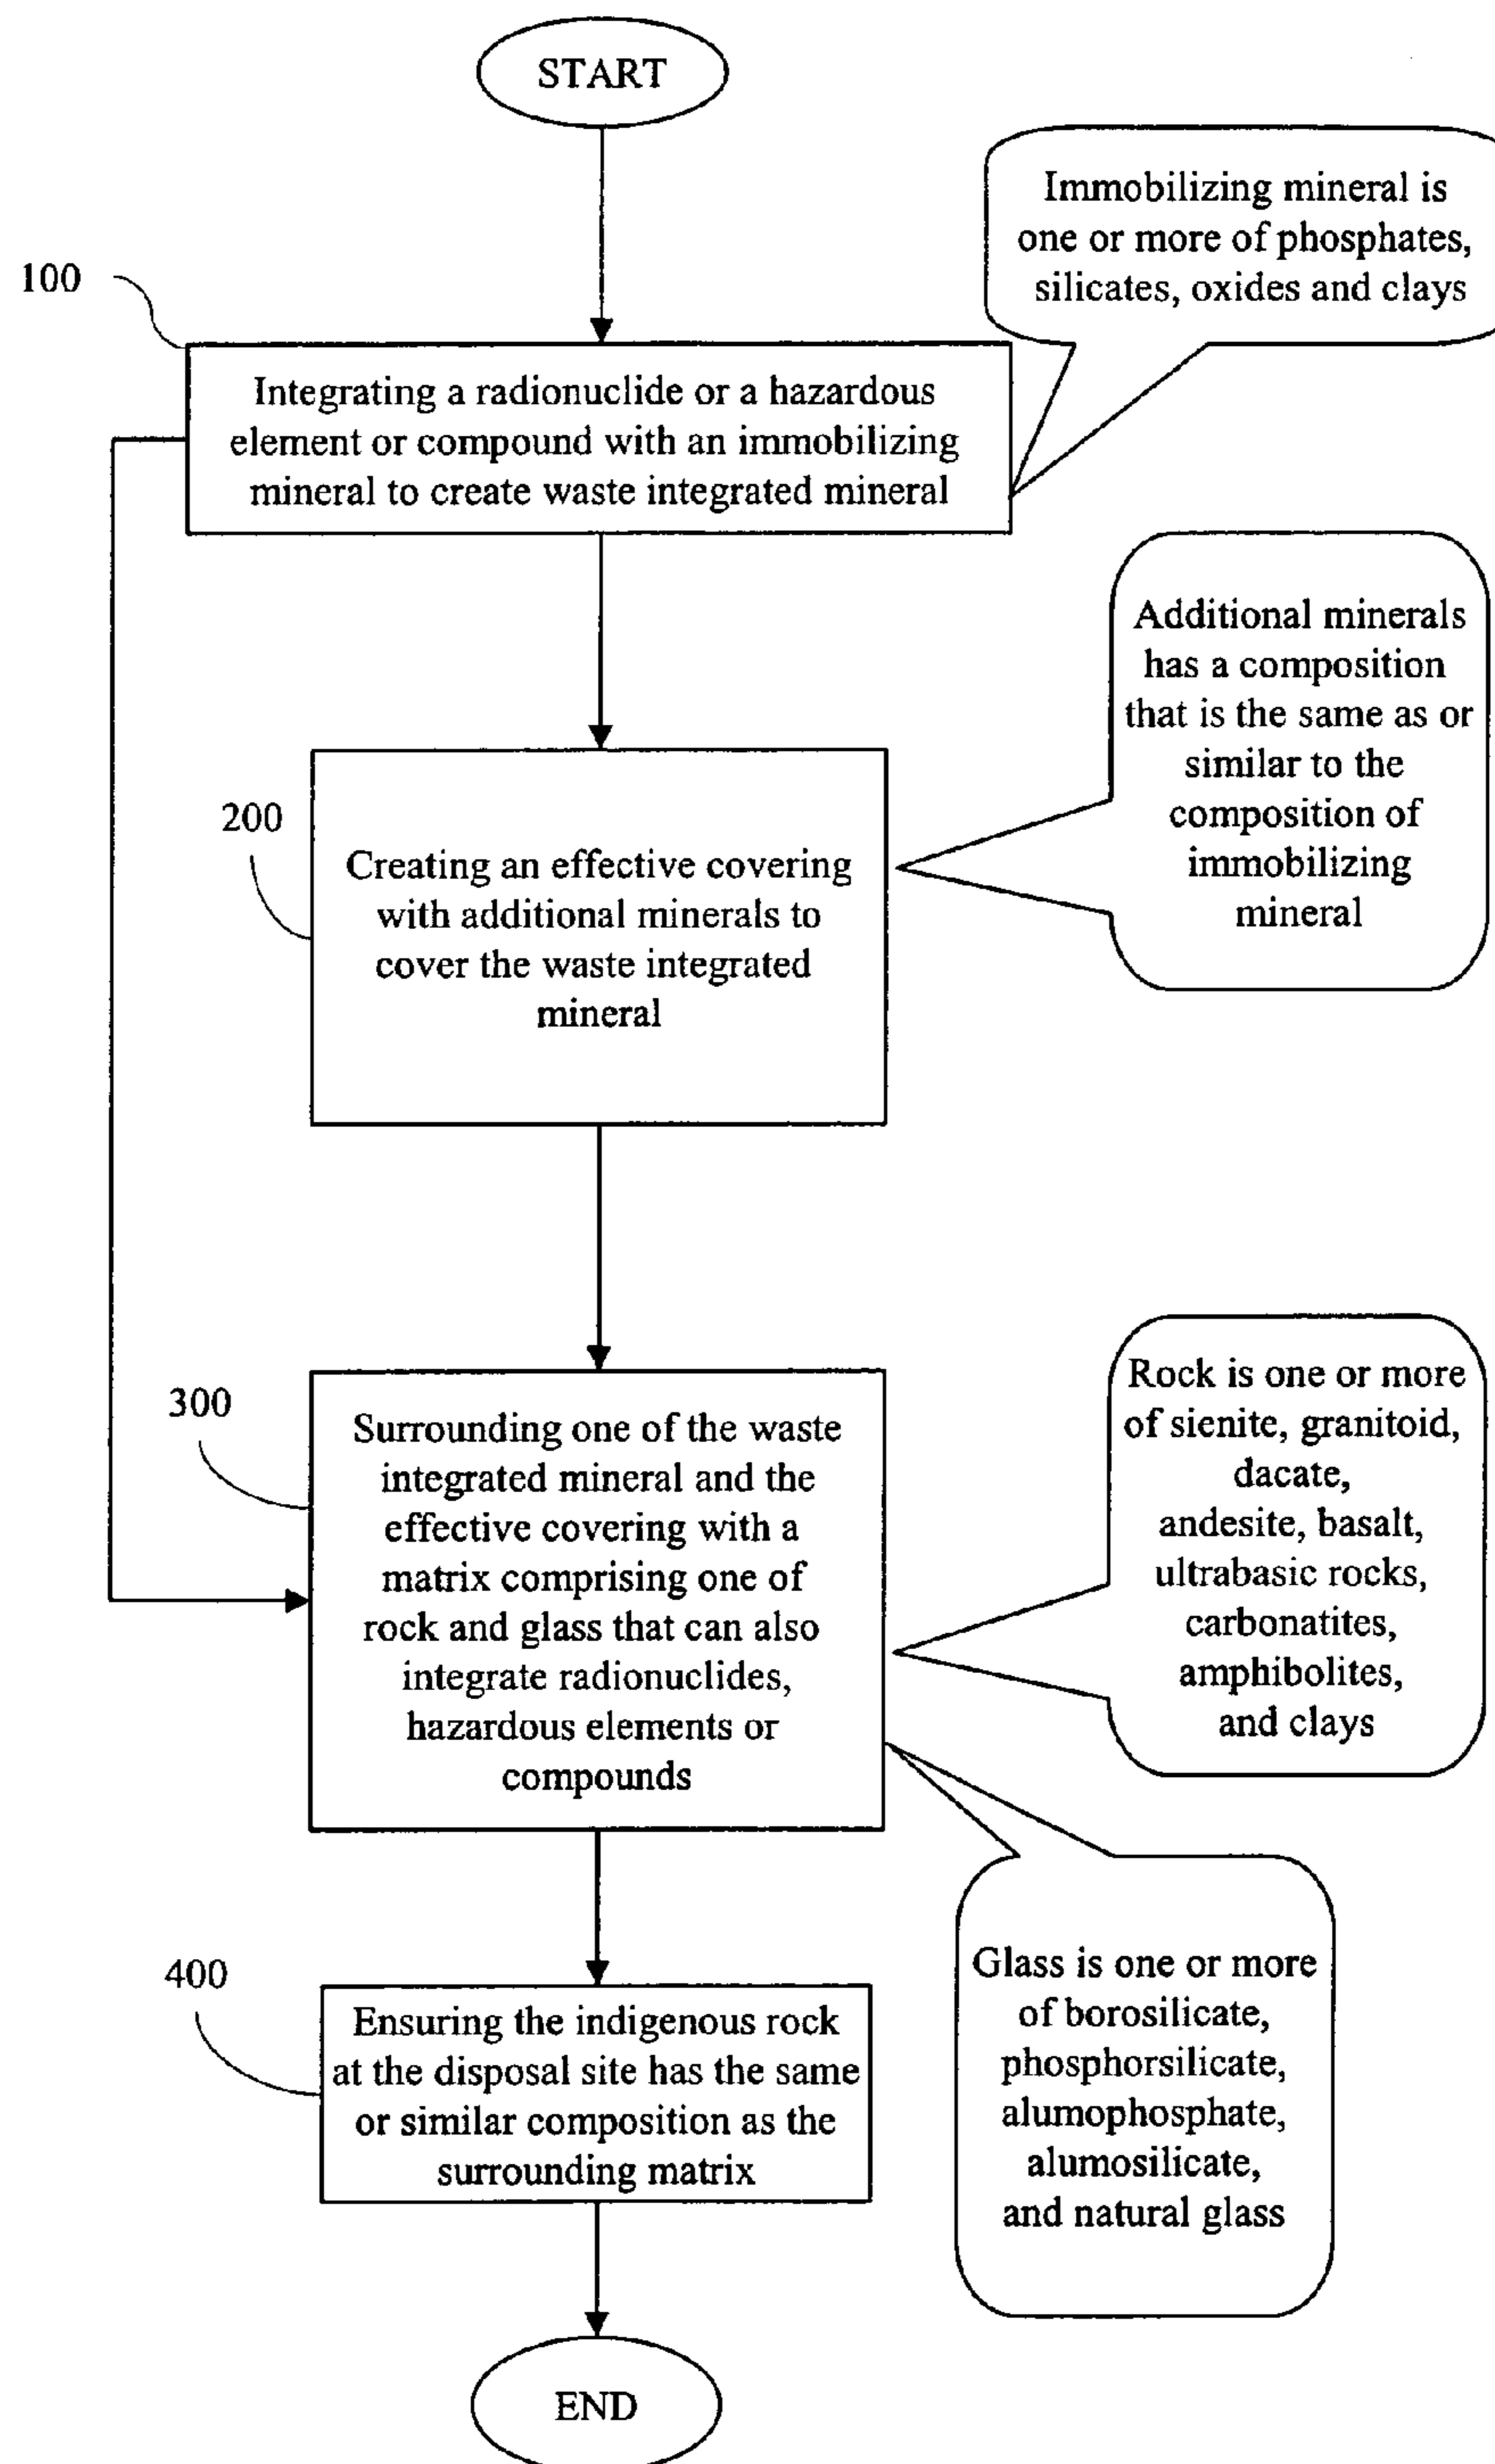 START
Immobilizing mineral is
one or more of phosphates,
silicates, oxides and clays
100
Integrating a radionuclide or a hazardous
element or compound with an immobilizing
mineral to create waste integrated mineral
Additional minerals
has a composition
that is the same as or
similar to the
composition of
immobilizing
mineral
200
Creating an effective covering
with additional minerals to
cover the waste integrated
mineral
300
Surrounding one of the waste
integrated mineral and the
effective covering with a
matrix comprising one of
rock and glass that can also
integrate radionuclides,
hazardous elements or
compounds
Rock is one or more
of sienite, granitoid,
dacate,
andesite, basalt,
ultrabasic rocks,
carbonatites,
amphibolites,
and clays
Glass is one or more
of borosilicate,
phosphorsilicate,
alumophosphate,
alumosilicate,
and natural glass
400
Ensuring the indigenous rock
at the disposal site has the same
or similar composition as the
surrounding matrix
END